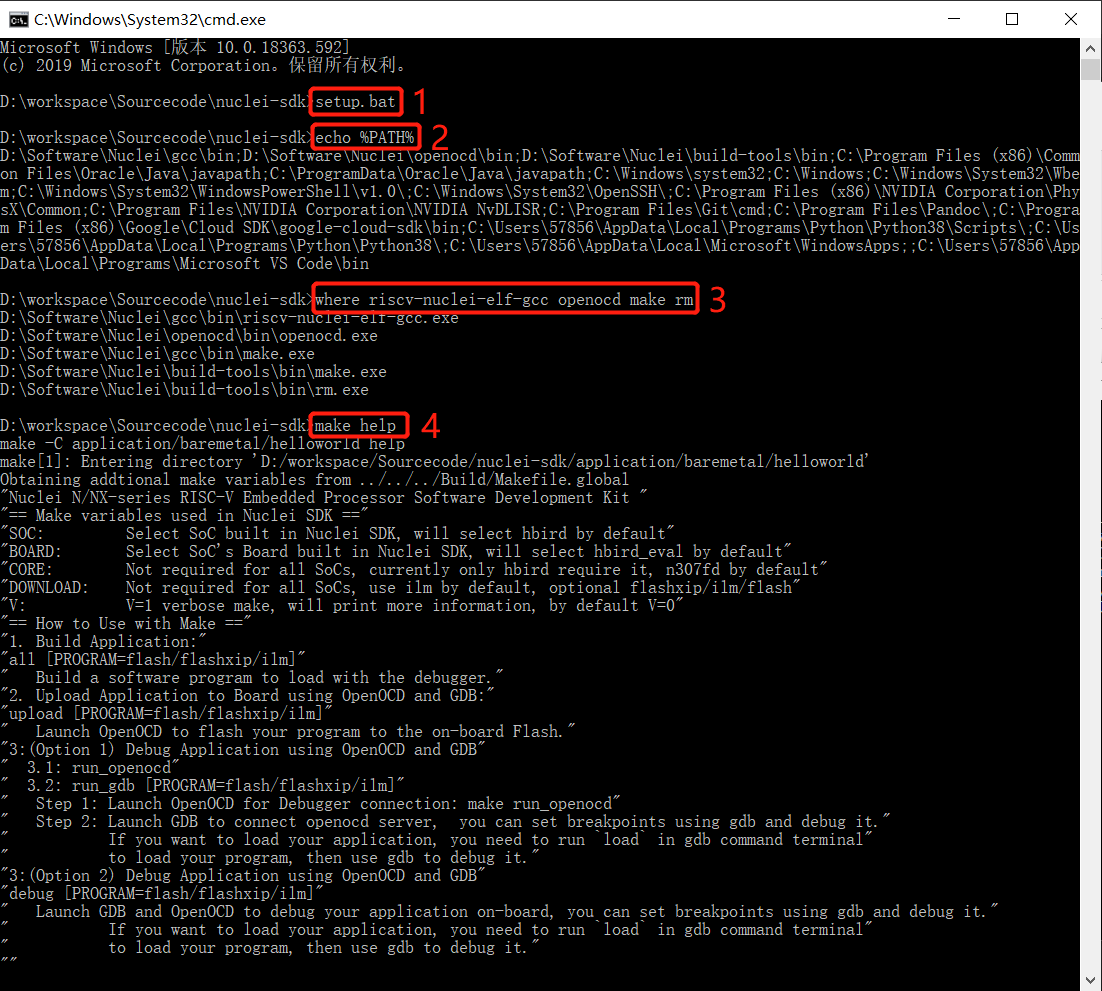 C:\Windows\System32\cmd.exe
Microsoft Windows [版本 10.0.18363.592]
(c) 2019 Microsoft Corporation。保留所有权利。
D:\workspace\Sourcecode\nuclei-sdk>setup.bat 1
D:\workspace\Sourcecode\nuclei-sdk>echo %PATH% 2
D:\Software\Nuclei\gcc\bin;D:\Software\Nuclei\openocd\bin;D:\Software\Nuclei\build-tools\bin;C:\Program Files (x86)\Comm
on Files\Oracle\Java\javapath;C:\ProgramData\Oracle\Java\javapath;C:\Windows\system32;C:\Windows;C:\Windows\System32\Wbe
m;C:\Windows\System32\WindowsPowerShell\v1.0\;C:\Windows\System32\OpenSSH\;C:\Program Files (x86)\NVIDIA Corporation\Phy
sX\Common;C:\Program Files\NVIDIA Corporation\NVIDIA NvDLISR;C:\Program Files\Git\cmd;C:\Program Files\Pandoc\;C:\Progra
m Files (x86)\Google\Cloud SDK\google-cloud-sdk\bin;C:\Users\57856\AppData\Local\Programs\Python\Python38\Scripts\;C:\Us
ers\57856\AppData\Local\Programs\Python\Python38\;C:\Users\57856\AppData\Local\Microsoft\WindowsApps;;C:\Users\57856\App
Data\Local\Programs\Microsoft VS Code\bin
D:\workspace\Sourcecode\nuclei-sdk>where riscv-nuclei-elf-gcc openocd make rm 3
D:\Software\Nuclei\gcc\bin\riscv-nuclei-elf-gcc.exe
D:\Software\Nuclei\openocd\bin\openocd.exe
D:\Software\Nuclei\gcc\bin\make.exe
D:\Software\Nuclei\build-tools\bin\make.exe
D:\Software\Nuclei\build-tools\bin\rm.exe
D:\workspace\Sourcecode\nuclei-sdk>make help 4
make -C application/baremetal/helloworld help
make[1]: Entering directory 'D:/workspace/Sourcecode/nuclei-sdk/application/baremetal/helloworld'
Obtaining addtional make variables from ../../../Build/Makefile.global
"Nuclei N/NX-series RISC-V Embedded Processor Software Development Kit "
"== Make variables used in Nuclei SDK =="
"SOC:         Select SoC built in Nuclei SDK, will select hbird by default"
"BOARD:       Select SoC's Board built in Nuclei SDK, will select hbird_eval by default"
"CORE:        Not required for all SoCs, currently only hbird require it, n307fd by default"
"DOWNLOAD:    Not required for all SoCs, use ilm by default, optional flashxip/ilm/flash"
"V:           V=1 verbose make, will print more information, by default V=0"
"== How to Use with Make =="
"1. Build Application:"
"all [PROGRAM=flash/flashxip/ilm]"
"   Build a software program to load with the debugger."
"2. Upload Application to Board using OpenOCD and GDB:"
"upload [PROGRAM=flash/flashxip/ilm]"
"   Launch OpenOCD to flash your program to the on-board Flash."
"3:(Option 1) Debug Application using OpenOCD and GDB"
"  3.1: run_openocd"
"  3.2: run_gdb [PROGRAM=flash/flashxip/ilm]"
"   Step 1: Launch OpenOCD for Debugger connection: make run_openocd"
"   Step 2: Launch GDB to connect openocd server,  you can set breakpoints using gdb and debug it."
"           If you want to load your application, you need to run `load` in gdb command terminal"
"           to load your program, then use gdb to debug it."
"3:(Option 2) Debug Application using OpenOCD and GDB"
"debug [PROGRAM=flash/flashxip/ilm]"
"   Launch GDB and OpenOCD to debug your application on-board, you can set breakpoints using gdb and debug it."
"           If you want to load your application, you need to run `load` in gdb command terminal"
"           to load your program, then use gdb to debug it."
""